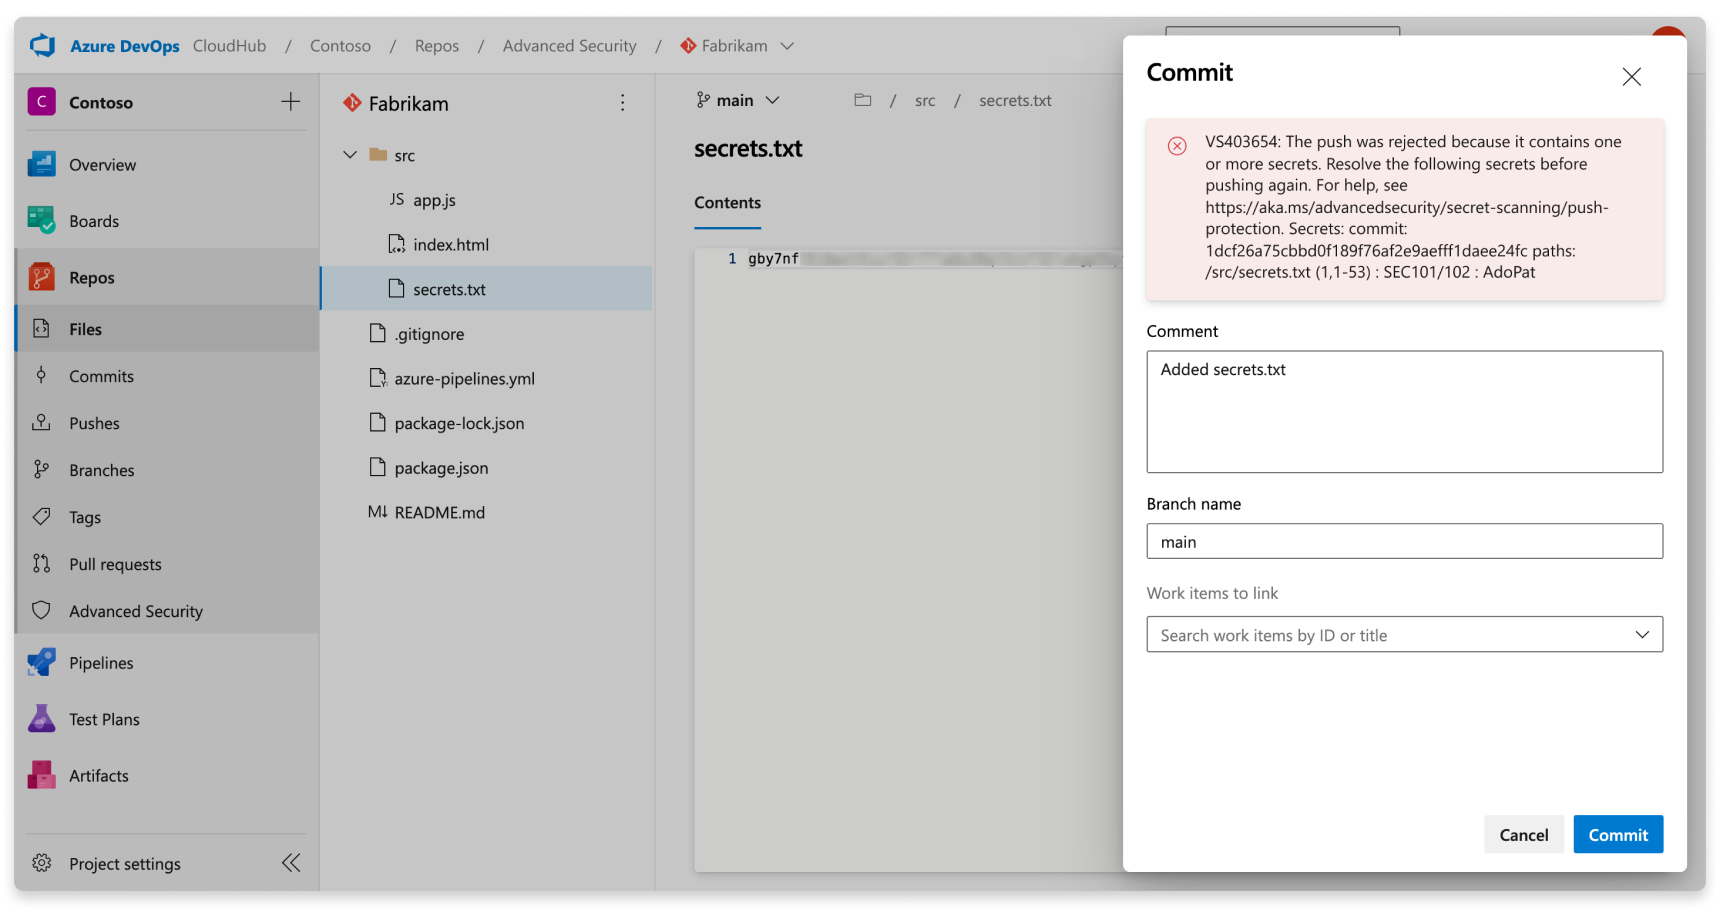 Azure DevOps CloudHub / Contoso / Repos / Advanced Security / Fabrikam
C Contoso
Overview
Boards
Repos
Files
Commits
Pushes
Branches
Tags
Pull requests
Advanced Security
Pipelines
Test Plans
Artifacts
Project settings
Fabrikam
src
JS app.js
index.html
secrets.txt
.gitignore
azure-pipelines.yml
package-lock.json
package.json
M↓ README.md
main / src / secrets.txt
secrets.txt
Contents
1 gby7nf
Commit
VS403654: The push was rejected because it contains one
or more secrets. Resolve the following secrets before
pushing again. For help, see
https://aka.ms/advancedsecurity/secret-scanning/push-
protection. Secrets: commit:
1dcf26a75cbbd0f189f76af2e9aefff1daee24fc paths:
/src/secrets.txt (1,1-53) : SEC101/102 : AdoPat
Comment
Added secrets.txt
Branch name
main
Work items to link
Search work items by ID or title
Cancel
Commit